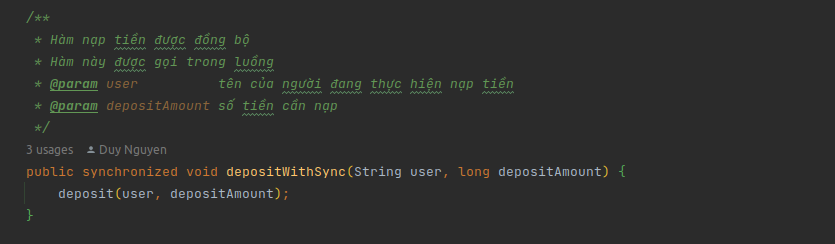 /**
 * Hàm nạp tiền được đồng bộ
 * Hàm này được gọi trong luồng
 * @param user          tên của người đang thực hiện nạp tiền
 * @param depositAmount số tiền cần nạp
 */
3 usages Duy Nguyen
public synchronized void depositWithSync(String user, long depositAmount) {
    deposit(user, depositAmount);
}